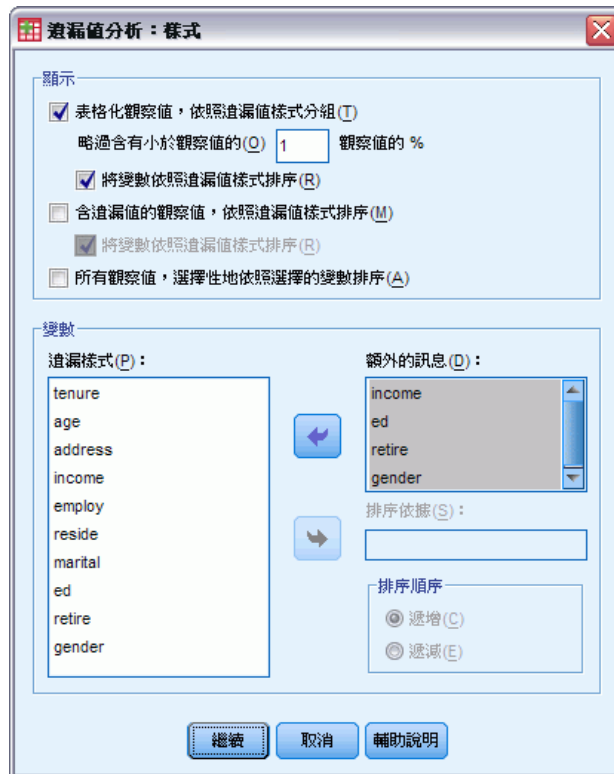 遺漏值分析：樣式
顯示
表格化觀察值，依照遺漏值樣式分組(T)
略過含有小於觀察值的(O) 1 觀察值的 %
將變數依照遺漏值樣式排序(R)
含遺漏值的觀察值，依照遺漏值樣式排序(M)
將變數依照遺漏值樣式排序(R)
所有觀察值，選擇性地依照選擇的變數排序(A)
變數
遺漏樣式(P)：
tenure
age
address
income
employ
reside
marital
ed
retire
gender
額外的訊息(D)：
income
ed
retire
gender
排序依據(S)：
排序順序
遞增(C)
遞減(E)
繼續
取消
輔助說明